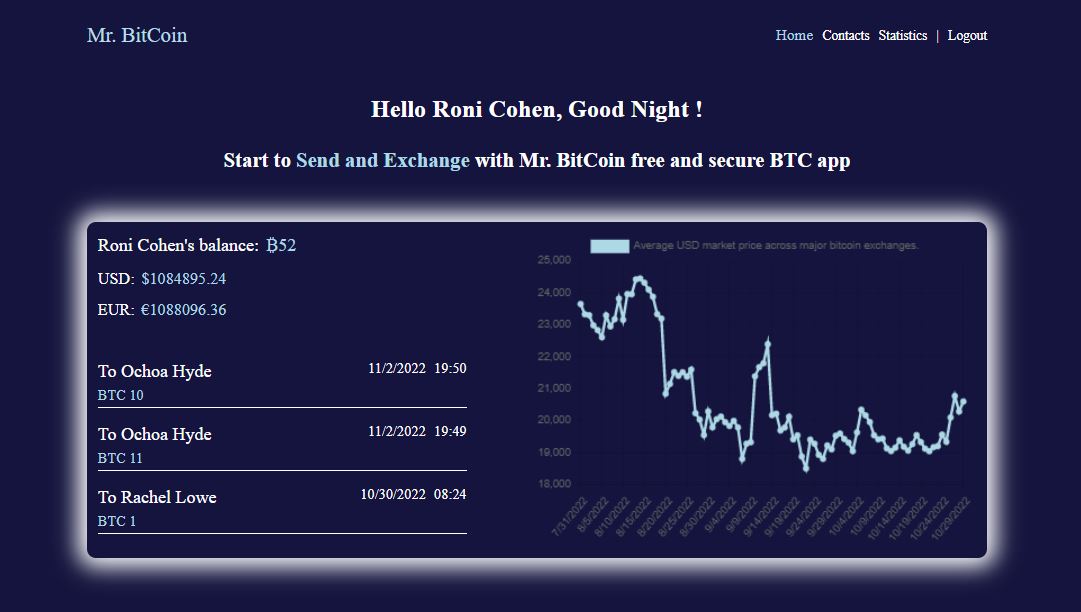 Mr. BitCoin
Home Contacts Statistics | Logout
Hello Roni Cohen, Good Night !
Start to Send and Exchange with Mr. BitCoin free and secure BTC app
Roni Cohen's balance: ₿52
USD: $1084895.24
EUR: €1088096.36
To Ochoa Hyde 11/2/2022 19:50
BTC 10
To Ochoa Hyde 11/2/2022 19:49
BTC 11
To Rachel Lowe 10/30/2022 08:24
BTC 1
Average USD market price across major bitcoin exchanges.
25,000
24,000
23,000
22,000
21,000
20,000
19,000
18,000
7/31/2022 8/5/2022 8/10/2022 8/15/2022 8/20/2022 8/25/2022 8/30/2022 9/4/2022 9/9/2022 9/14/2022 9/19/2022 9/24/2022 9/29/2022 10/4/2022 10/9/2022 10/14/2022 10/19/2022 10/24/2022 10/29/2022